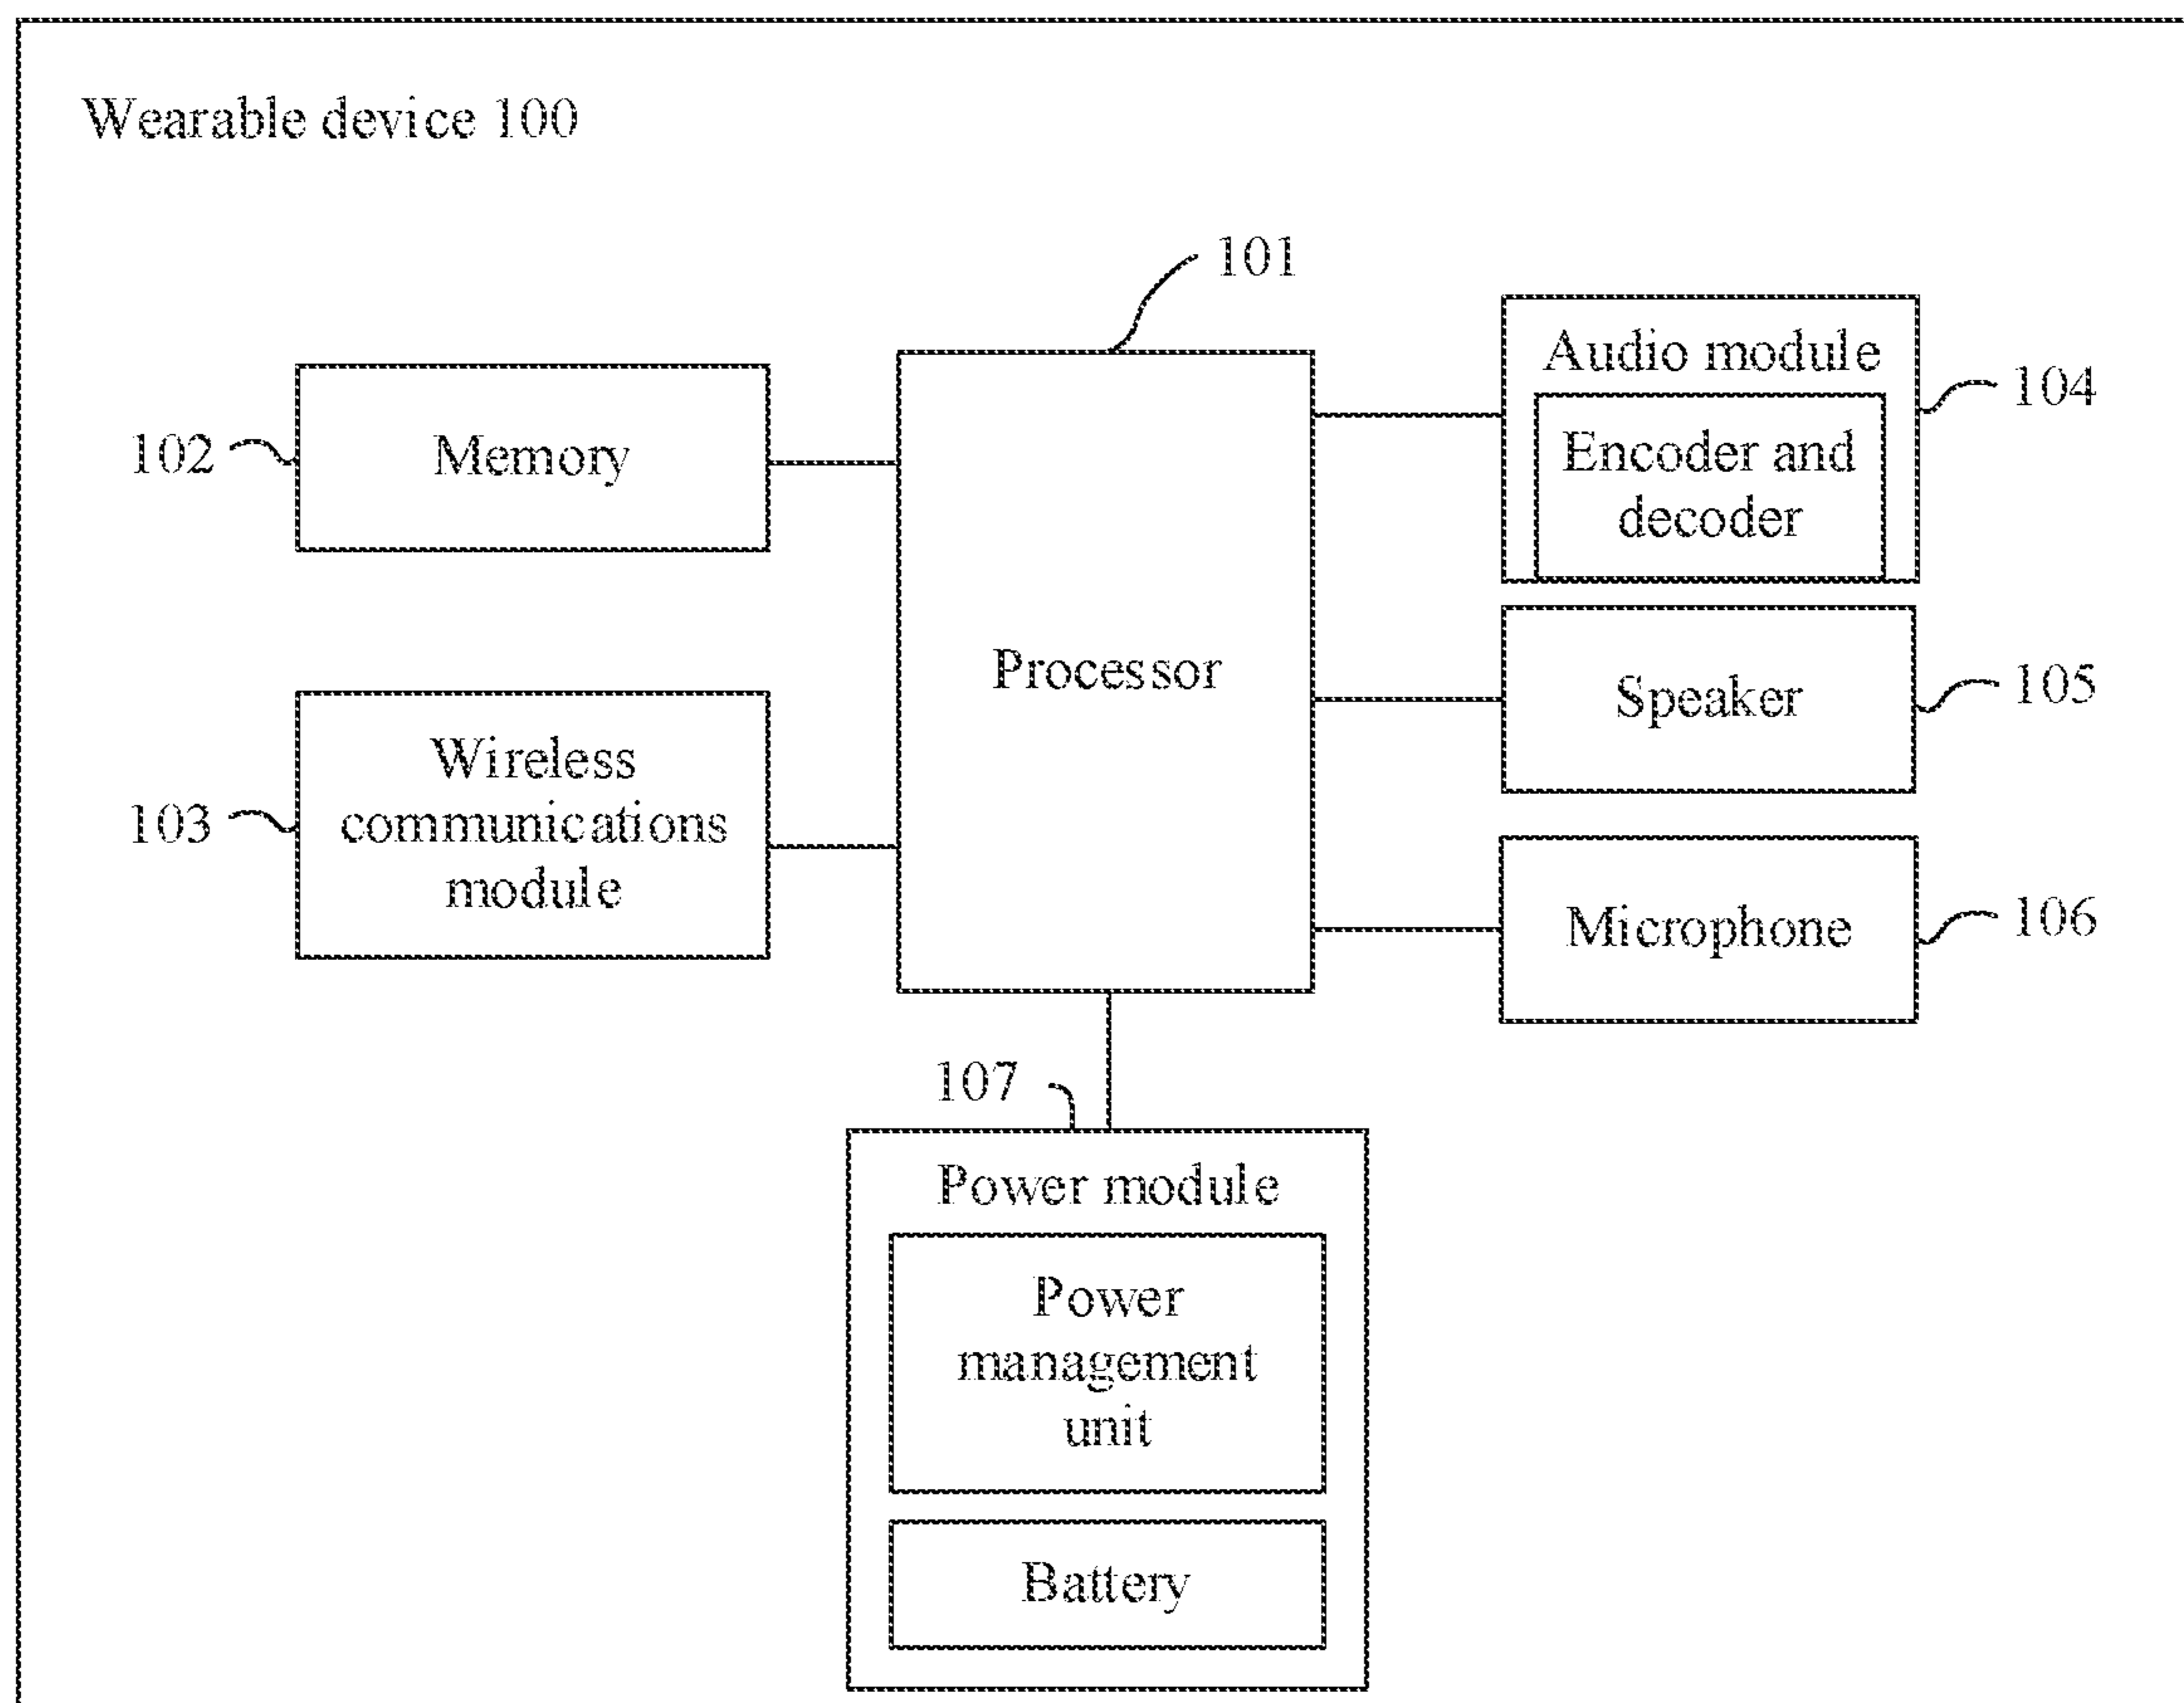 Wearable device 100
101
Audio module
104
Encoder and
decoder
102
Memory
Processor
Speaker
105
Wireless
communications
module
103
Microphone
106
107
Power module
Power
management
unit
Battery